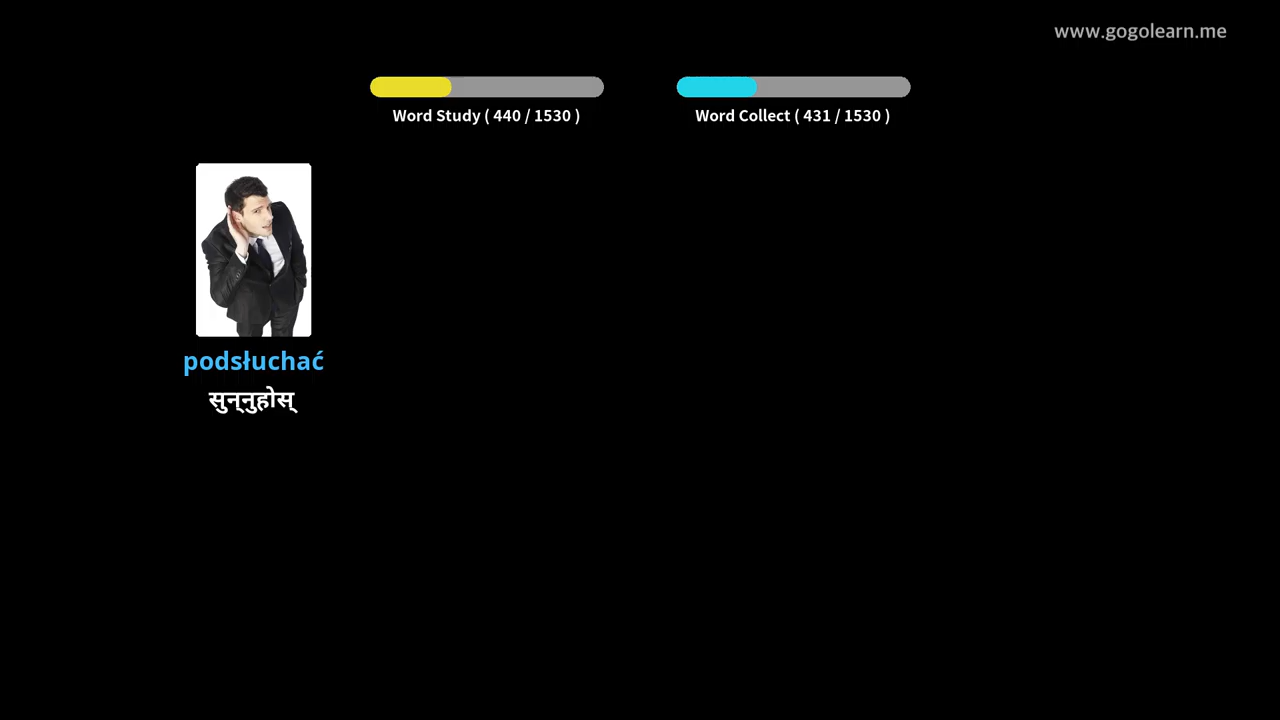 www.gogolearn.me
Word Study ( 440 / 1530 )
Word Collect ( 431 / 1530 )
podsłuchać
सुन्नुहोस्